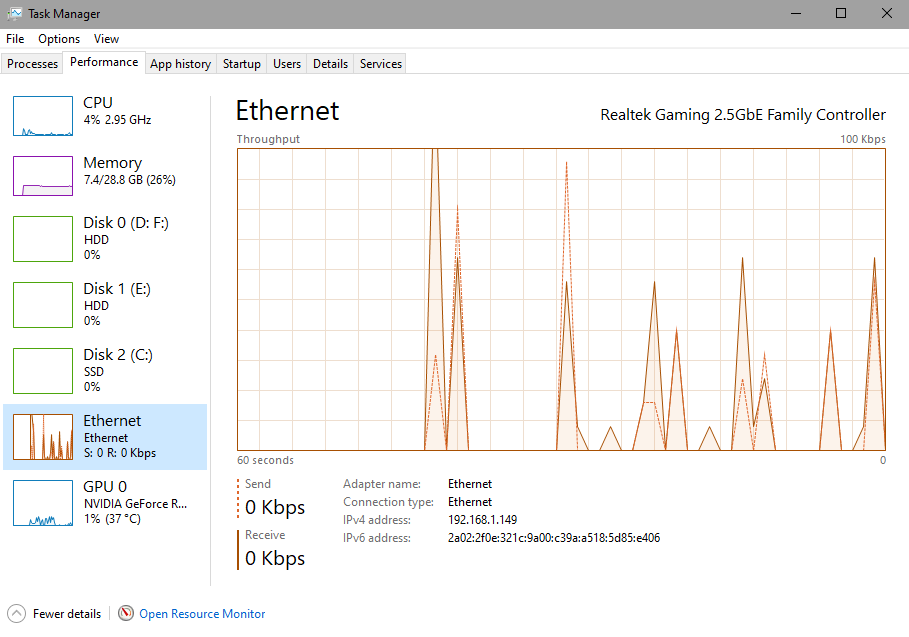 Task Manager
File Options View
Processes Performance App history Startup Users Details Services
CPU
4% 2.95 GHz
Memory
7.4/28.8 GB (26%)
Disk 0 (D: F:)
HDD
0%
Disk 1 (E:)
HDD
0%
Disk 2 (C:)
SSD
0%
Ethernet
Ethernet
S: 0 R: 0 Kbps
GPU 0
NVIDIA GeForce R...
1% (37 °C)
Ethernet Realtek Gaming 2.5GbE Family Controller
Throughput 100 Kbps
60 seconds 0
Send
0 Kbps
Receive
0 Kbps
Adapter name: Ethernet
Connection type: Ethernet
IPv4 address: 192.168.1.149
IPv6 address: 2a02:2f0e:321c:9a00:c39a:a518:5d85:e406
Fewer details Open Resource Monitor